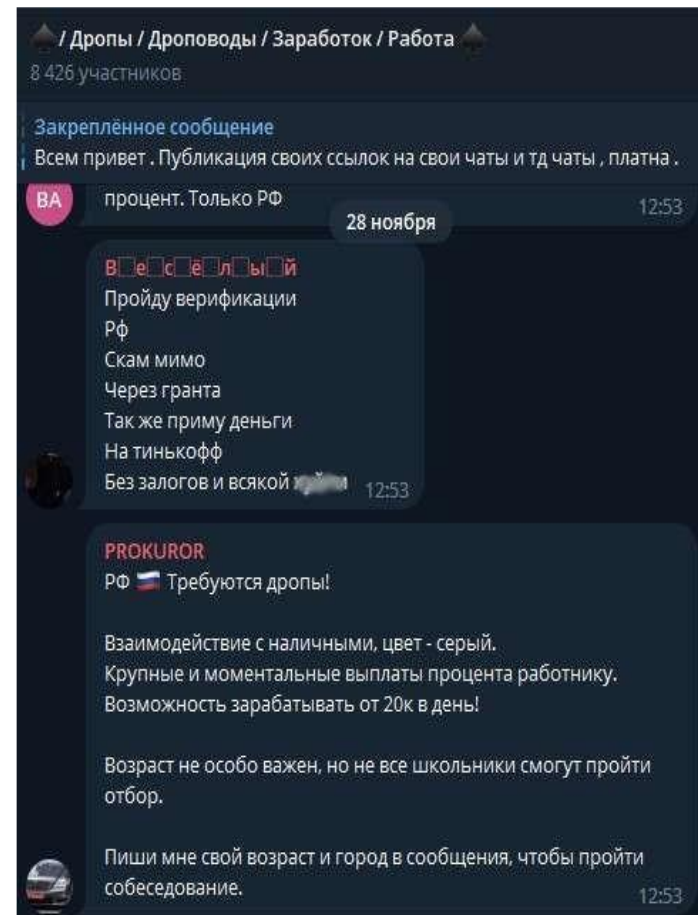 ♠ / Дропы / Дроповоды / Заработок / Работа ♠
8 426 участников
Закреплённое сообщение
Всем привет . Публикация своих ссылок на свои чаты и тд чаты , платна .
ВА
процент. Только РФ
12:53
28 ноября
В□е□с□ё□л□ы□й
Пройду верификации
Рф
Скам мимо
Через гранта
Так же приму деньги
На тинькофф
Без залогов и всякой
12:53
PROKUROR
РФ 🇷🇺 Требуются дропы!
Взаимодействие с наличными, цвет - серый.
Крупные и моментальные выплаты процента работнику.
Возможность зарабатывать от 20к в день!
Возраст не особо важен, но не все школьники смогут пройти
отбор.
Пиши мне свой возраст и город в сообщения, чтобы пройти
собеседование.
12:53